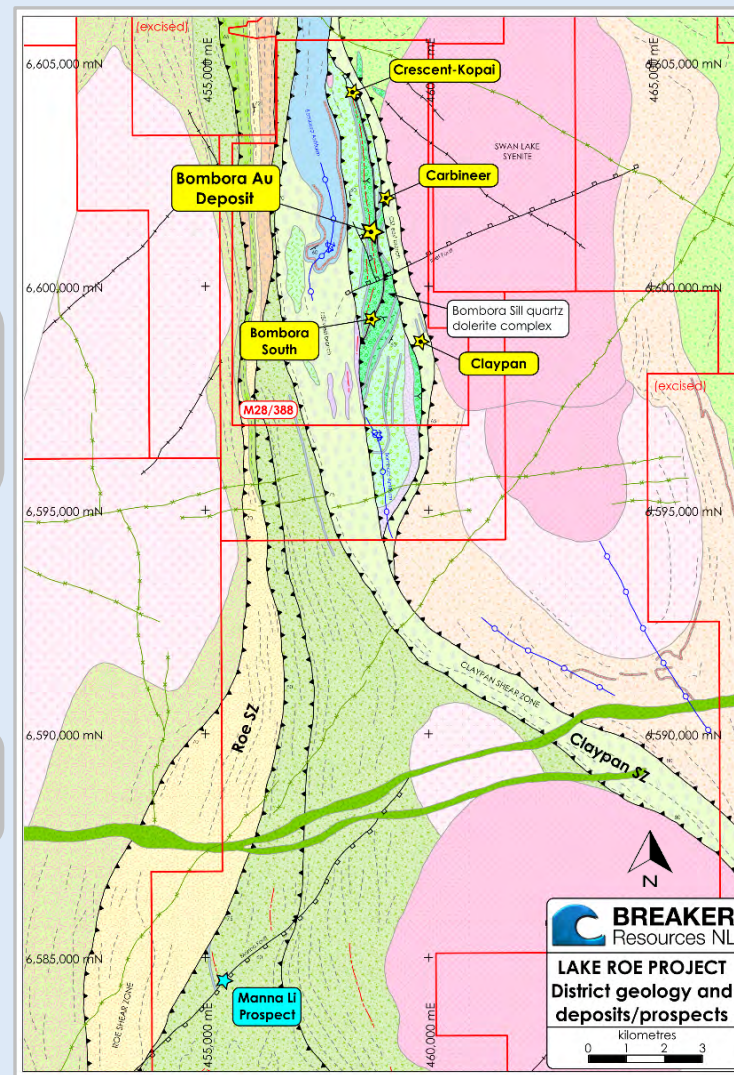 (excised)
455,000 mE
460,
465,000 mE
6,605,000 mN
6,605,000 mN
Crescent-Kopai
SWAN LAKE
SYENITE
Bombora Au
Deposit
Carbineer
6,600,000 mN
6,600,000 mN
Bombora Sill quartz
dolerite complex
Bombora
South
Claypan
(excised)
M28/388
6,595,000 mN
6,595,000 mN
CLAYPAN SHEAR ZONE
Roe SZ
6,590,000 mN
6,590,000 mN
Claypan SZ
N
6,585,000 mN
Manna Li
Prospect
ROE SHEAR ZONE
455,000 mE
460,000 mE
BREAKER
Resources NL
LAKE ROE PROJECT
District geology and
deposits/prospects
kilometres
0 1 2 3